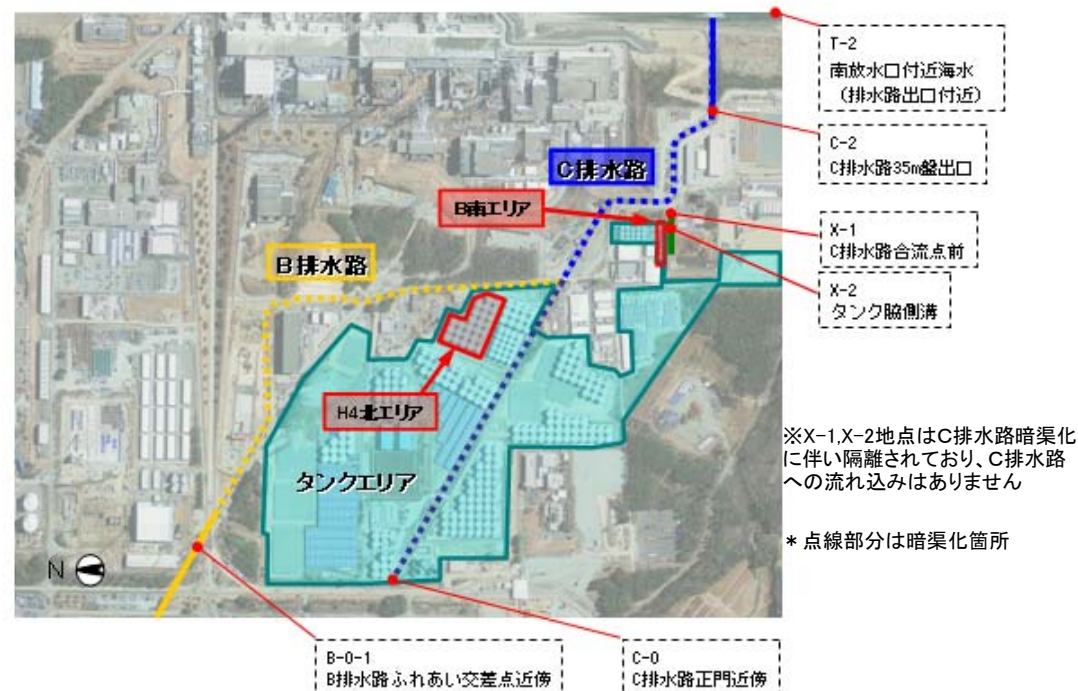 T-2
南放水口付近海水
(排水路出口付近)
C-2
C排水路35m盤出口
C排水路
B南エリア
X-1
C排水路合流点前
B排水路
X-2
タンク脇側溝
H4北エリア
※X-1,X-2地点はC排水路暗渠化
に伴い隔離されており、C排水路
への流れ込みはありません
タンクエリア
* 点線部分は暗渠化箇所
N
B-0-1
B排水路ふれあい交差点近傍
C-0
C排水路正門近傍